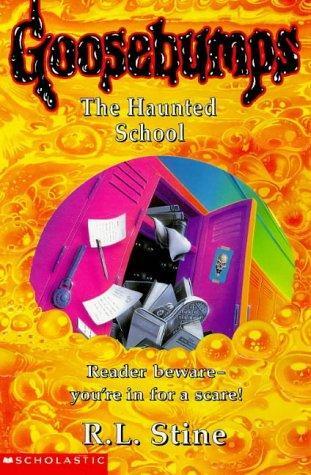 Goosebumps
The Haunted
School
Reader beware–
you're in for a scare!
R.L. Stine
SCHOLASTIC